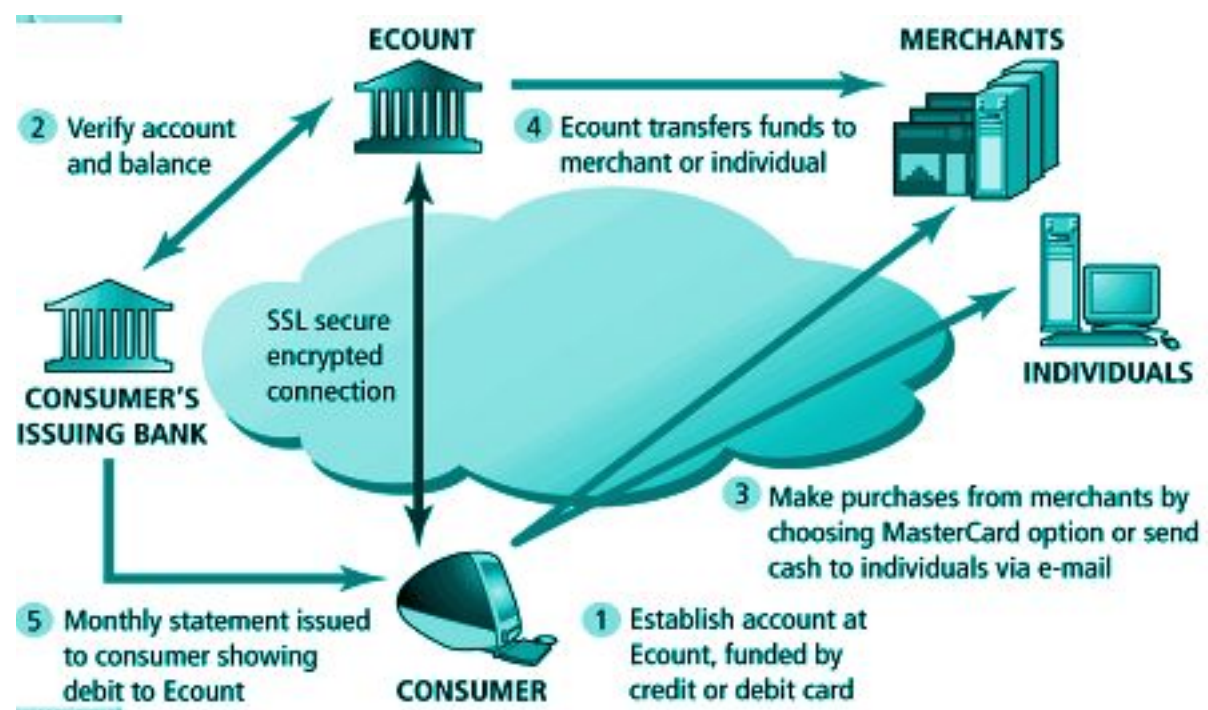 ECOUNT
MERCHANTS
2 Verify account
and balance
4 Ecount transfers funds to
merchant or individual
SSL secure
encrypted
connection
CONSUMER'S
ISSUING BANK
INDIVIDUALS
3 Make purchases from merchants by
choosing MasterCard option or send
cash to individuals via e-mail
5 Monthly statement issued
to consumer showing
debit to Ecount
CONSUMER
1 Establish account at
Ecount, funded by
credit or debit card